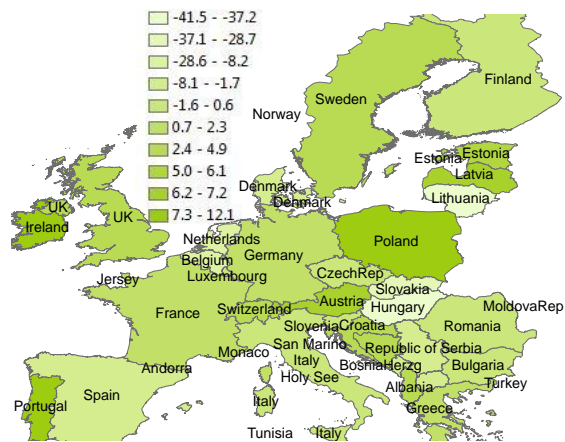 -41.5 - -37.2
-37.1 - -28.7
-28.6 - -8.2
-8.1 - -1.7
-1.6 - 0.6
0.7 - 2.3
2.4 - 4.9
5.0 - 6.1
6.2 - 7.2
7.3 - 12.1
Finland
Sweden
Norway
Estonia
Estonia
Latvia
Lithuania
Denmark
Denmark
UK
UK
Ireland
Netherlands
Poland
Belgium
Germany
Luxembourg
CzechRep
Jersey
Slovakia
Austria
Hungary
France
Switzerland
MoldovaRep
Slovenia
Croatia
Romania
San Marino
Monaco
Italy
Republic of Serbia
BosniaHerzg
Bulgaria
Andorra
Holy See
Albania
Turkey
Spain
Portugal
Italy
Greece
Tunisia
Italy